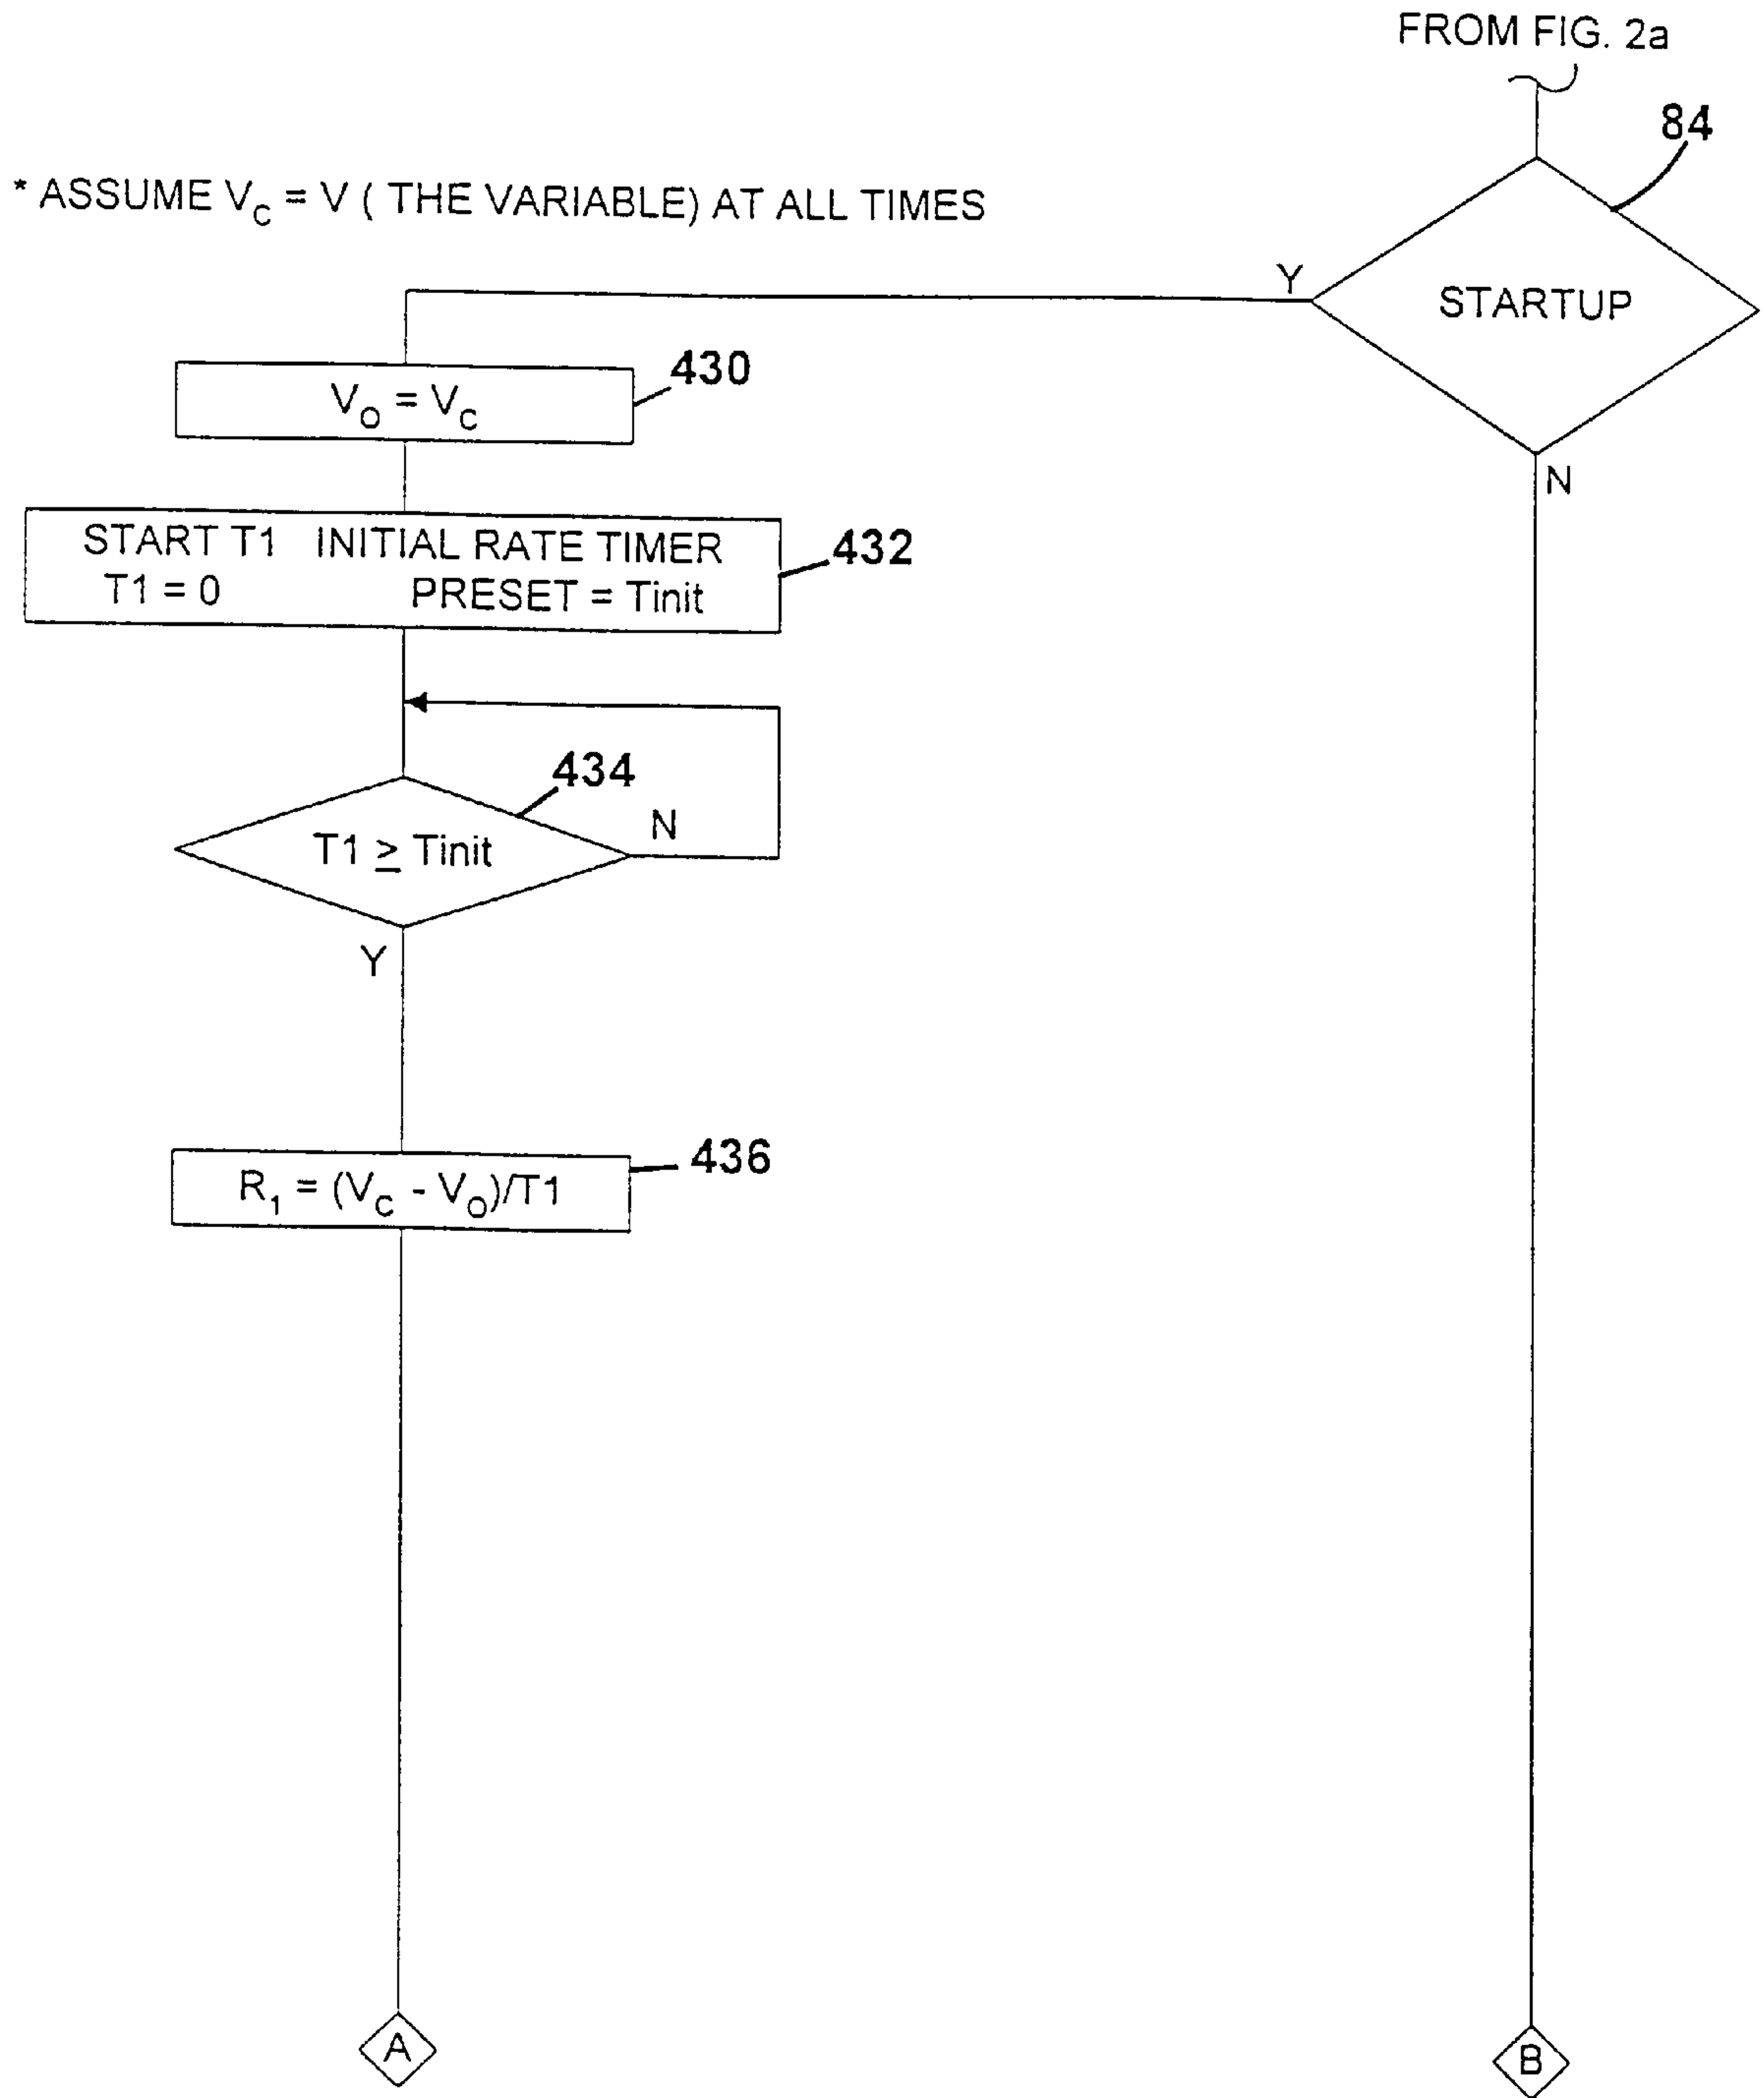 FROM FIG. 2a
84
* ASSUME V_C = V ( THE VARIABLE) AT ALL TIMES
Y
STARTUP
N
430
V_O = V_C
START T1 INITIAL RATE TIMER
T1 = 0 PRESET = Tinit
432
434
T1 ≥ Tinit
N
Y
436
R_1 = (V_C - V_O)/T1
A
B